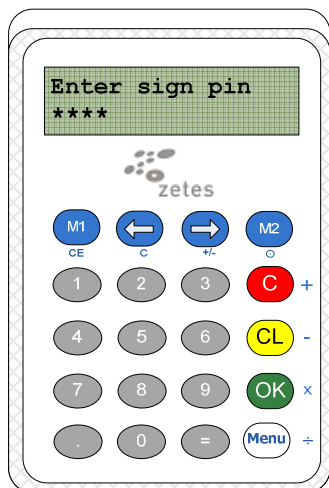 Enter sign pin
****
zetes
M1 M2
CE C +/- ⊙
1 2 3 C +
4 5 6 CL -
7 8 9 OK x
. 0 = Menu ÷